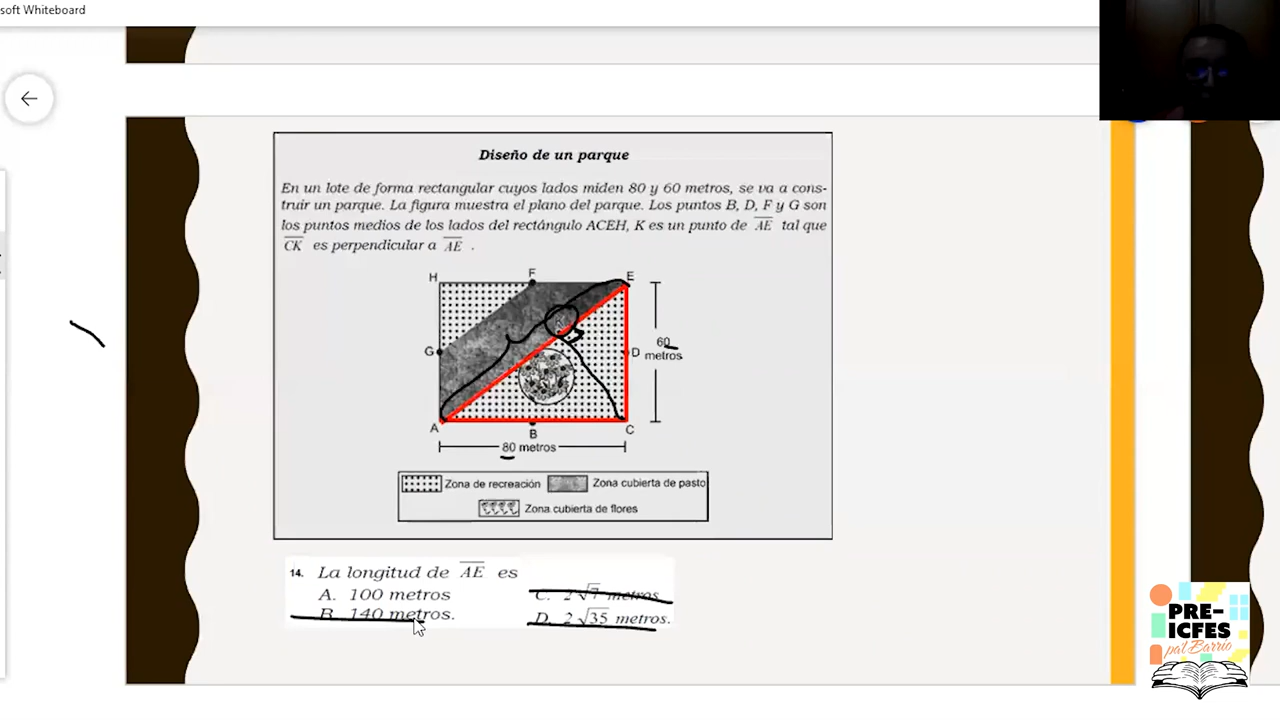 soft Whiteboard
Diseño de un parque
En un lote de forma rectangular cuyos lados miden 80 y 60 metros, se va a cons-
truir un parque. La figura muestra el plano del parque. Los puntos B, D, F y G son
los puntos medios de los lados del rectángulo ACEH, K es un punto de AE tal que
CK es perpendicular a AE .
H F E
K
G D 60
metros
A B C
80 metros
Zona de recreación Zona cubierta de pasto
Zona cubierta de flores
14. La longitud de AE es
A. 100 metros C. 2√7 metros
B. 140 metros. D. 2√35 metros.
PRE-
ICFES
pal Barrio